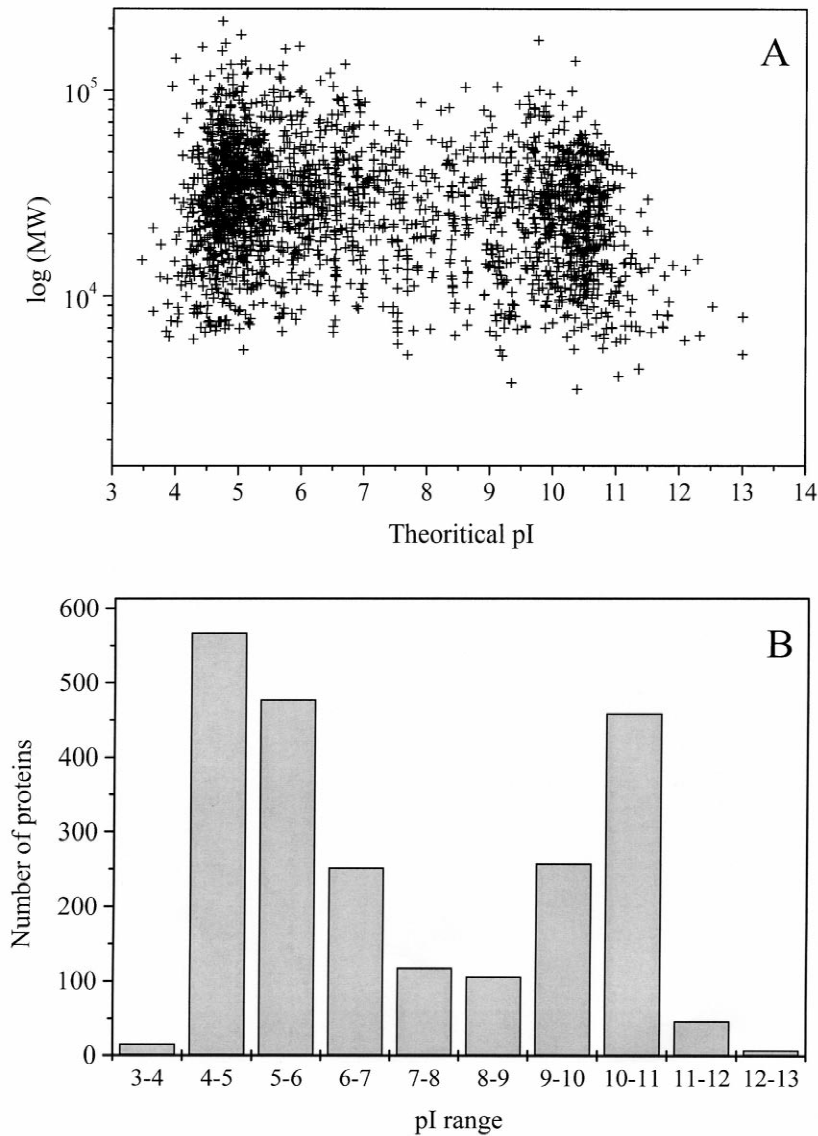 A
10^5
10^4
log (MW)
3 4 5 6 7 8 9 10 11 12 13 14
Theoritical pI
B
600
500
400
300
200
100
0
Number of proteins
3-4 4-5 5-6 6-7 7-8 8-9 9-10 10-11 11-12 12-13
pI range